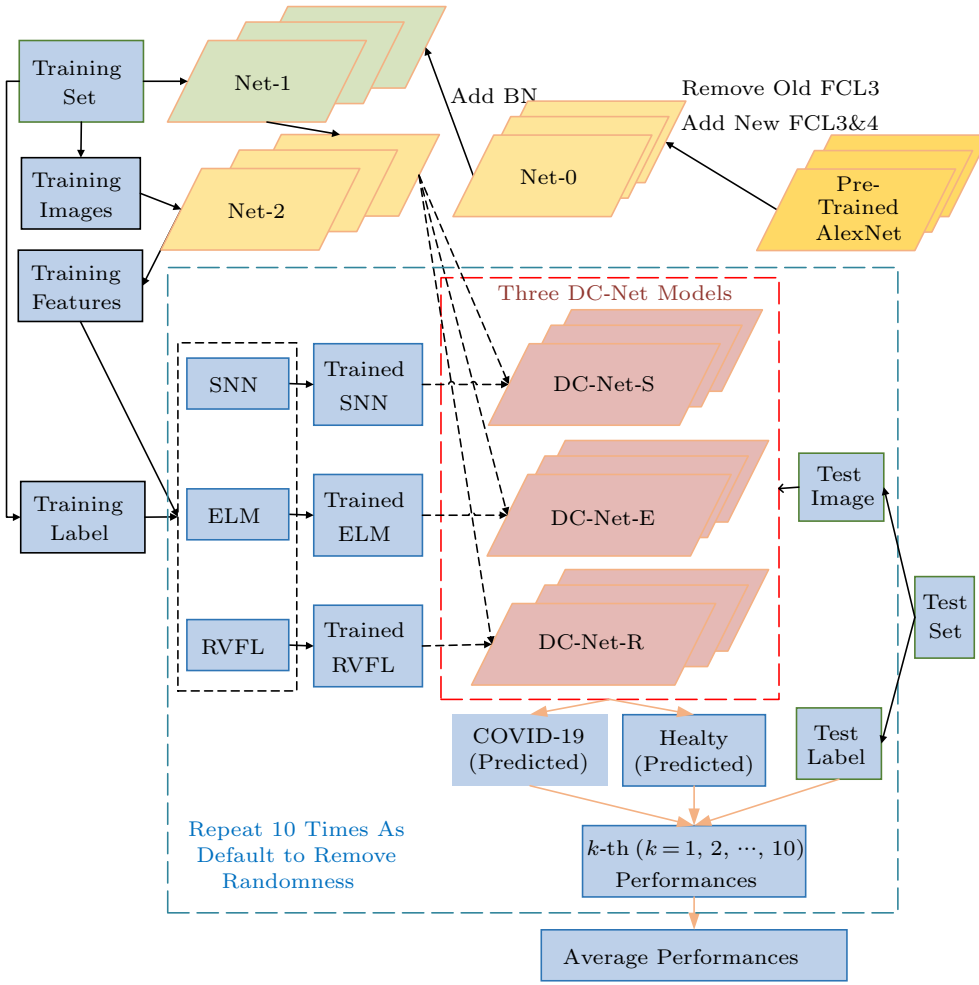 Training
Set
Net-1
Add BN
Remove Old FCL3
Add New FCL3&4
Training
Images
Net-2
Net-0
Pre-
Trained
AlexNet
Training
Features
Three DC-Net Models
SNN
Trained
SNN
DC-Net-S
Training
Label
ELM
Trained
ELM
DC-Net-E
Test
Image
Test
Set
RVFL
Trained
RVFL
DC-Net-R
COVID-19
(Predicted)
Healty
(Predicted)
Test
Label
Repeat 10 Times As
Default to Remove
Randomness
k-th (k=1, 2, ···, 10)
Performances
Average Performances